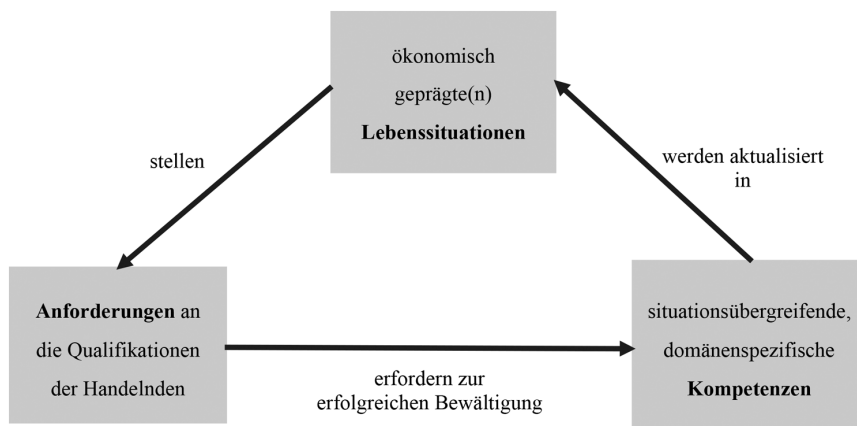 ökonomisch
geprägte(n)
Lebenssituationen
stellen
werden aktualisiert
in
Anforderungen an
die Qualifikationen
der Handelnden
erfordern zur
erfolgreichen Bewältigung
situationsübergreifende,
domänenspezifische
Kompetenzen